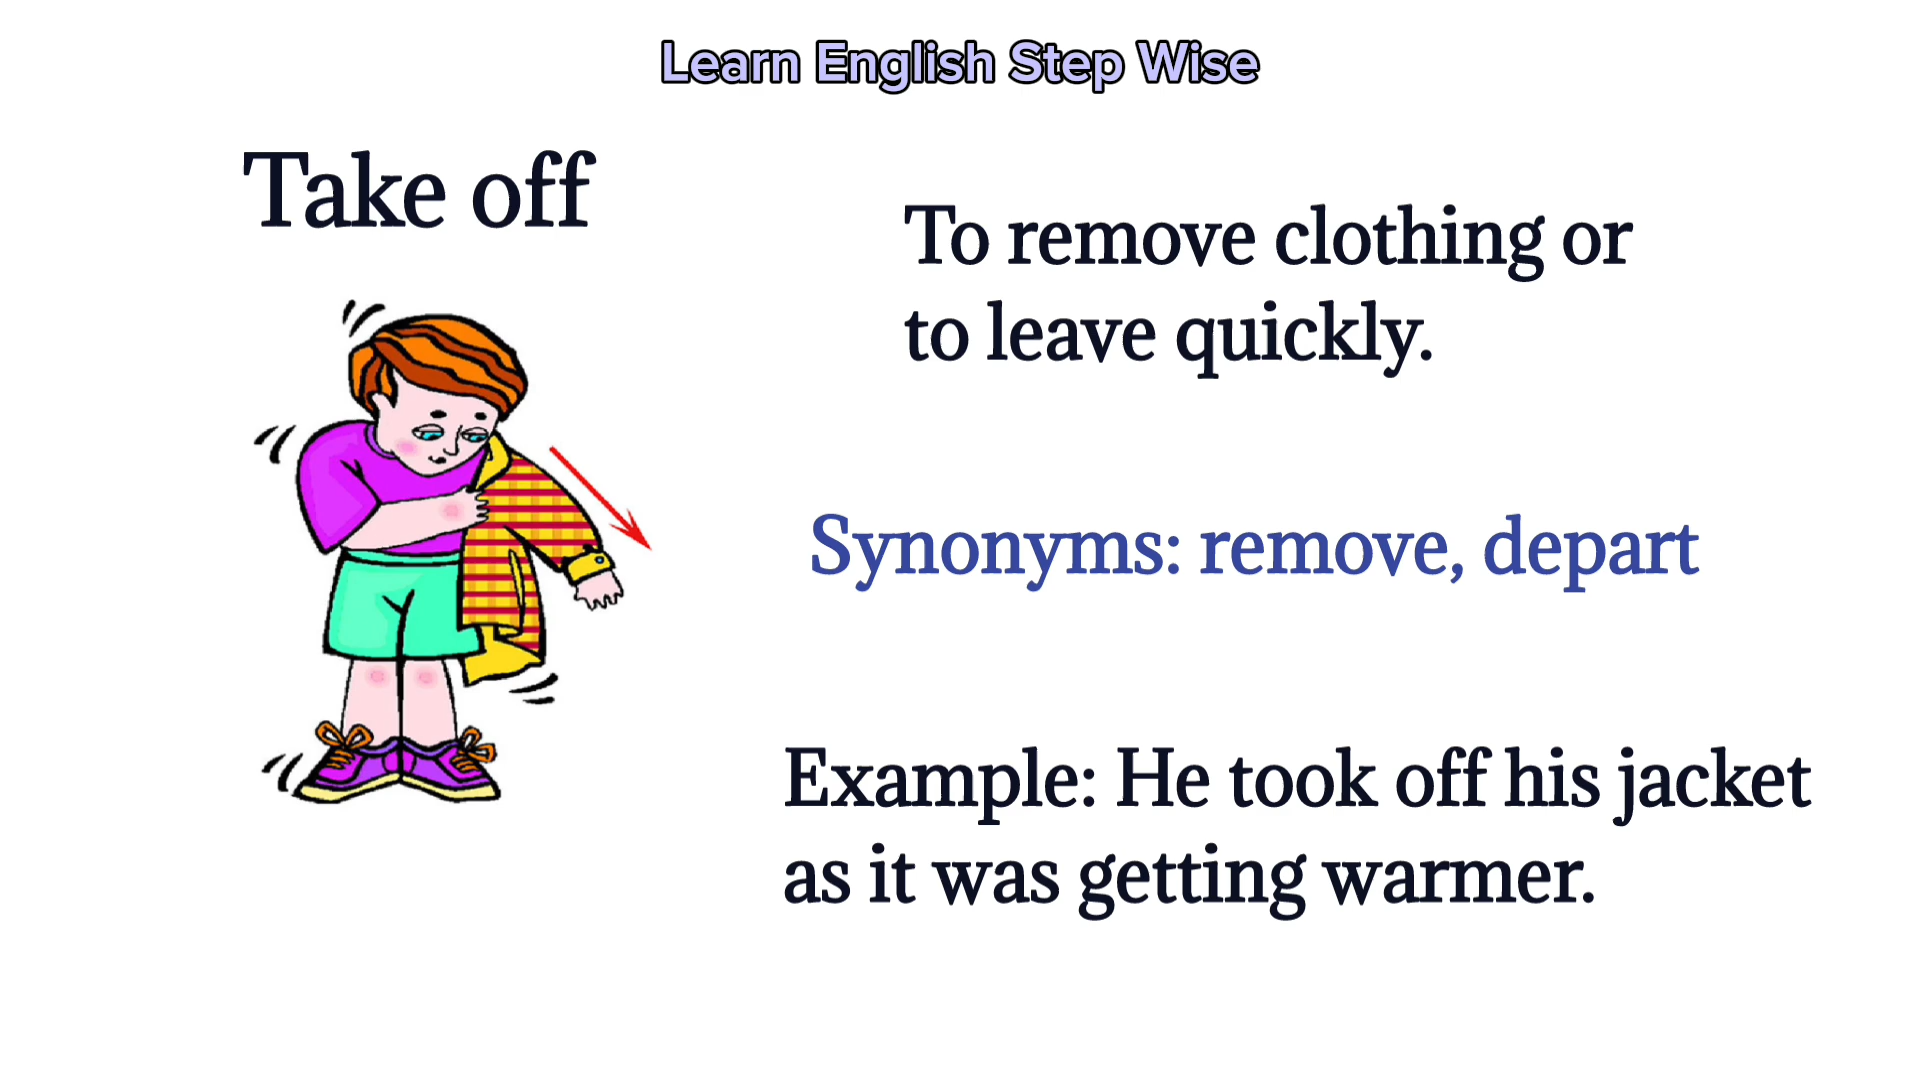 Learn English Step Wise
Take off
To remove clothing or
to leave quickly.
Synonyms: remove, depart
Example: He took off his jacket
as it was getting warmer.